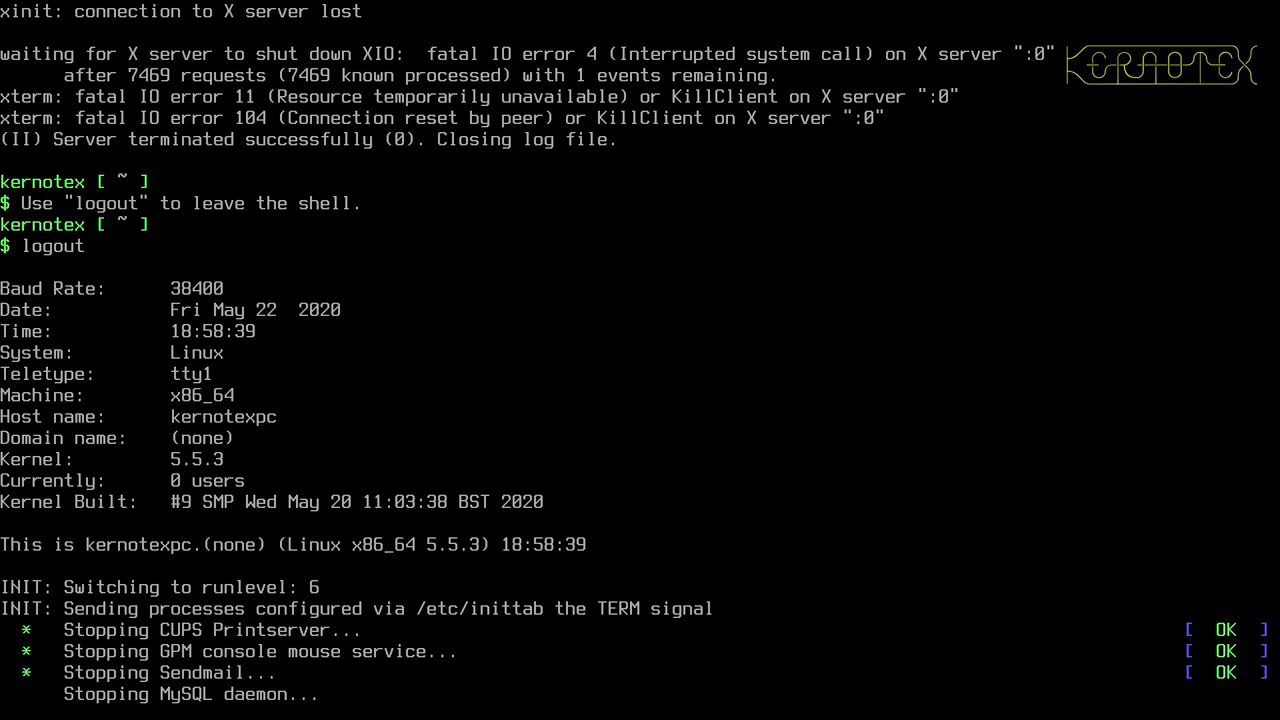 xinit: connection to X server lost
waiting for X server to shut down XIO:  fatal IO error 4 (Interrupted system call) on X server ":0"
      after 7469 requests (7469 known processed) with 1 events remaining.
KERNOTEX
xterm: fatal IO error 11 (Resource temporarily unavailable) or KillClient on X server ":0"
xterm: fatal IO error 104 (Connection reset by peer) or KillClient on X server ":0"
(II) Server terminated successfully (0). Closing log file.
kernotex [ ~ ]
$ Use "logout" to leave the shell.
kernotex [ ~ ]
$ logout
Baud Rate:      38400
Date:           Fri May 22  2020
Time:           18:58:39
System:         Linux
Teletype:       tty1
Machine:        x86_64
Host name:      kernotexpc
Domain name:    (none)
Kernel:         5.5.3
Currently:      0 users
Kernel Built:   #9 SMP Wed May 20 11:03:38 BST 2020
This is kernotexpc.(none) (Linux x86_64 5.5.3) 18:58:39
INIT: Switching to runlevel: 6
INIT: Sending processes configured via /etc/inittab the TERM signal
  *   Stopping CUPS Printserver... [  OK  ]
  *   Stopping GPM console mouse service... [  OK  ]
  *   Stopping Sendmail... [  OK  ]
      Stopping MySQL daemon...